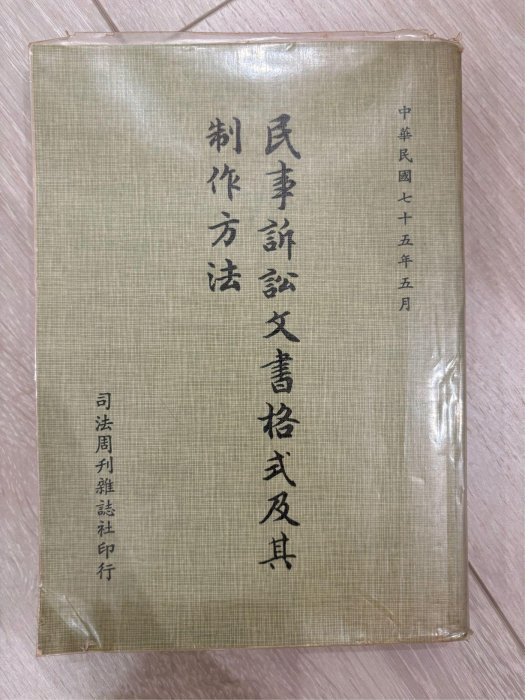 中華民國七十五年五月
民事訴訟文書格式及其
制作方法
司法周刊雜誌社印行